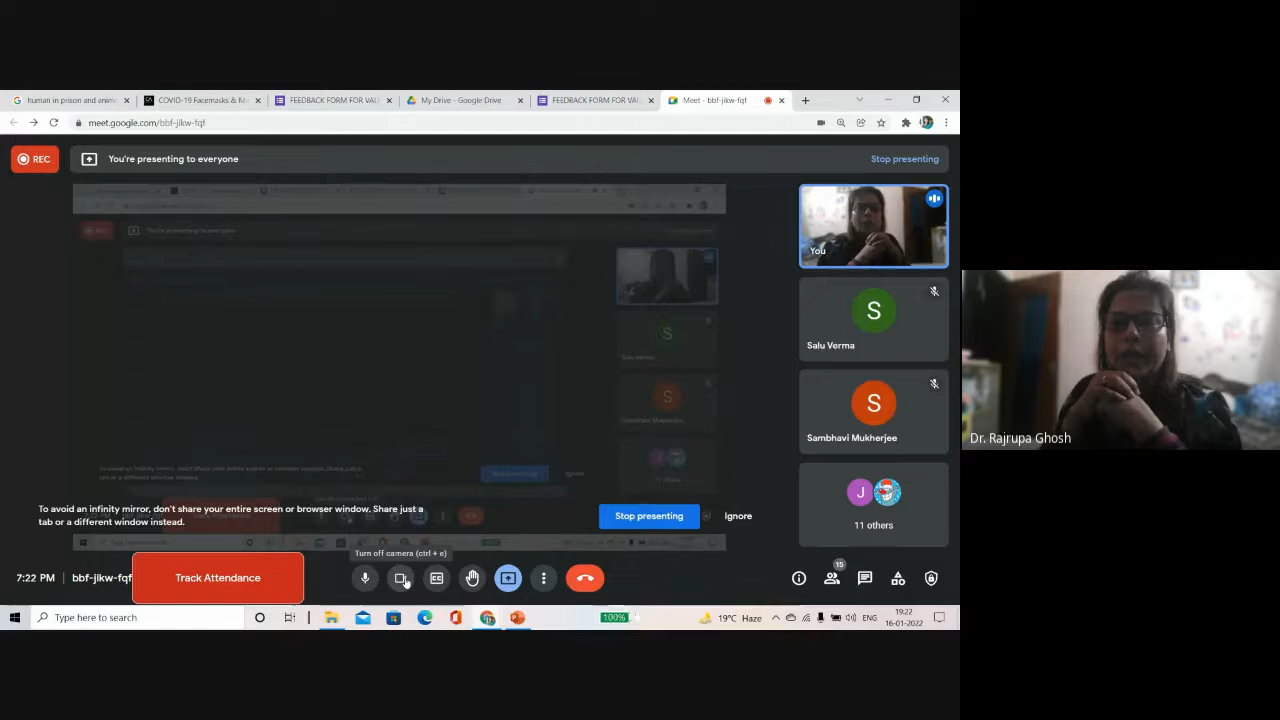 human in prison and anim
COVID-19 Facemasks & Ma
FEEDBACK FORM FOR VAL
My Drive - Google Drive
FEEDBACK FORM FOR VAL
Meet - bbf-jikw-fqf
meet.google.com/bbf-jikw-fqf
REC
You're presenting to everyone
Stop presenting
You
Salu Verma
Sambhavi Mukherjee
Dr. Rajrupa Ghosh
11 others
To avoid an infinity mirror, don't share your entire screen or browser window. Share just a
tab or a different window instead.
Stop presenting
Ignore
Turn off camera (ctrl + e)
7:22 PM
bbf-jikw-fqf
Track Attendance
15
Type here to search
100%
19°C Haze
ENG
19:22
16-01-2022